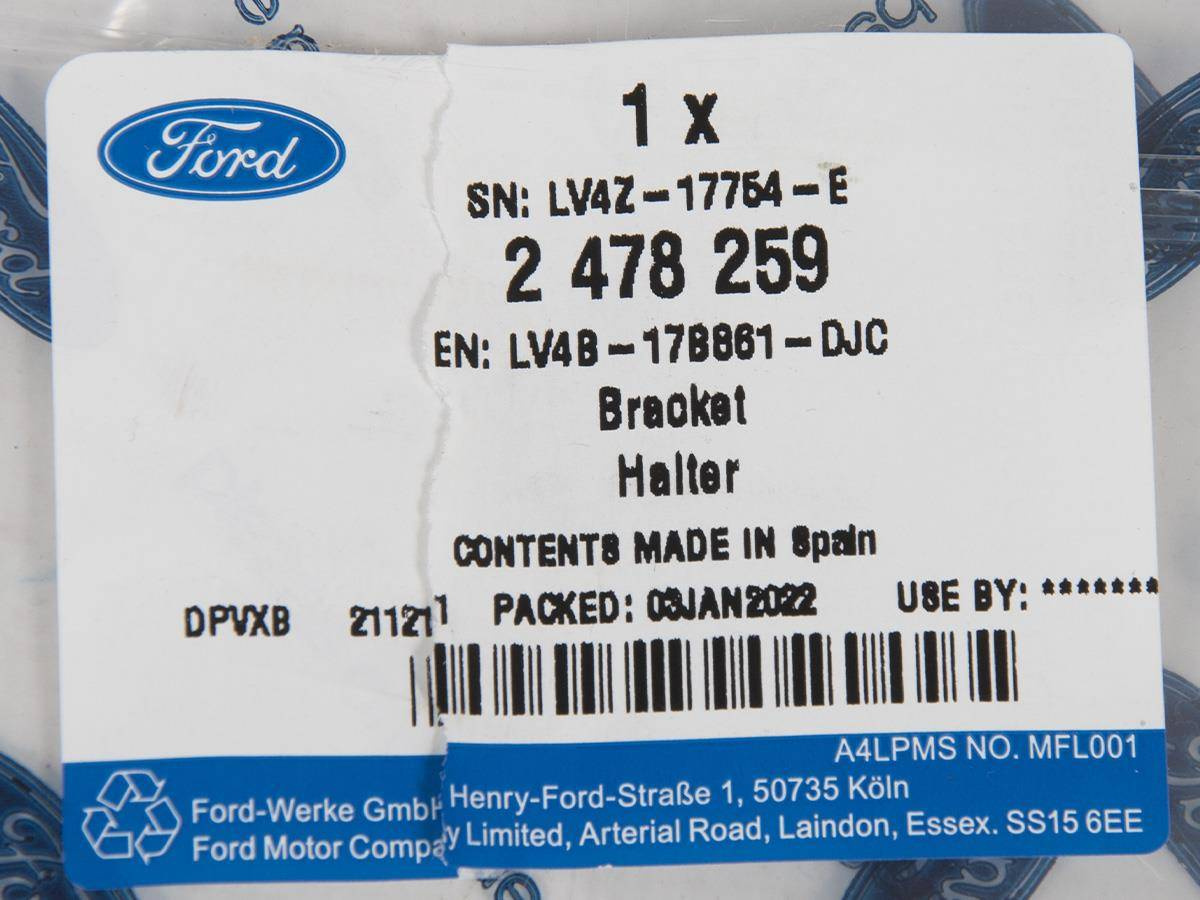 Ford
1 x
SN: LV4Z-17754-E
2 478 259
EN: LV4B-17B861-DJC
Bracket
Halter
CONTENTS MADE IN Spain
DPVXB 21121 PACKED: 03JAN2022 USE BY: *******
A4LPMS NO. MFL001
Ford-Werke GmbH Henry-Ford-Straße 1, 50735 Köln
Ford Motor Company Limited, Arterial Road, Laindon, Essex. SS15 6EE